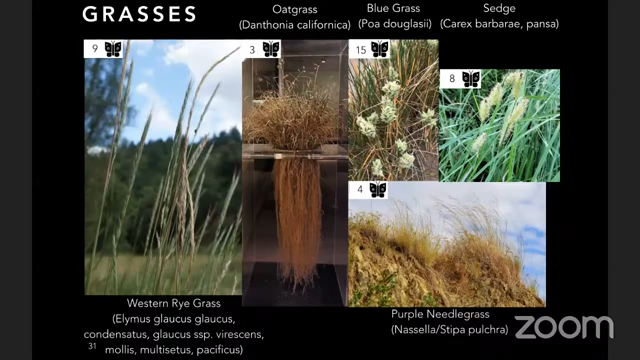 GRASSES
Oatgrass
(Danthonia californica)
Blue Grass
(Poa douglasii)
Sedge
(Carex barbarae, pansa)
9
3
15
8
4
Western Rye Grass
(Elymus glaucus glaucus,
condensatus, glaucus ssp. virescens,
mollis, multisetus, pacificus)
Purple Needlegrass
(Nassella/Stipa pulchra)
31
zoom